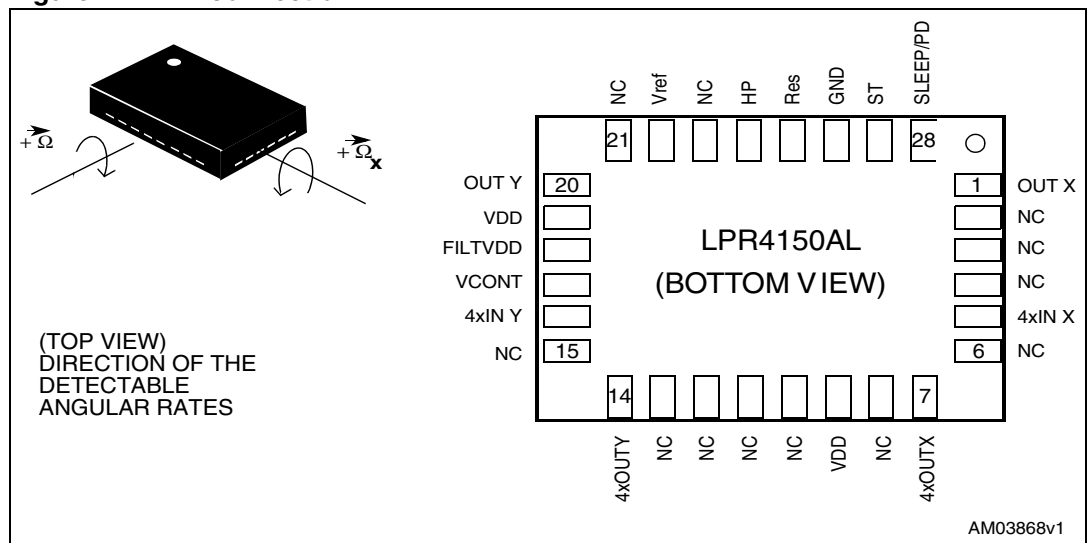 NC Vref NC HP Res GND ST SLEEP/PD
21 28
+Ω
+Ωx
OUT Y 20 1 OUT X
VDD NC
FILTVDD NC
LPR4150AL
VCONT NC
(BOTTOM VIEW)
4xIN Y 4xIN X
NC 15 6 NC
(TOP VIEW)
DIRECTION OF THE
DETECTABLE
ANGULAR RATES
14 7
4xOUTY NC NC NC NC VDD NC 4xOUTX
AM03868v1